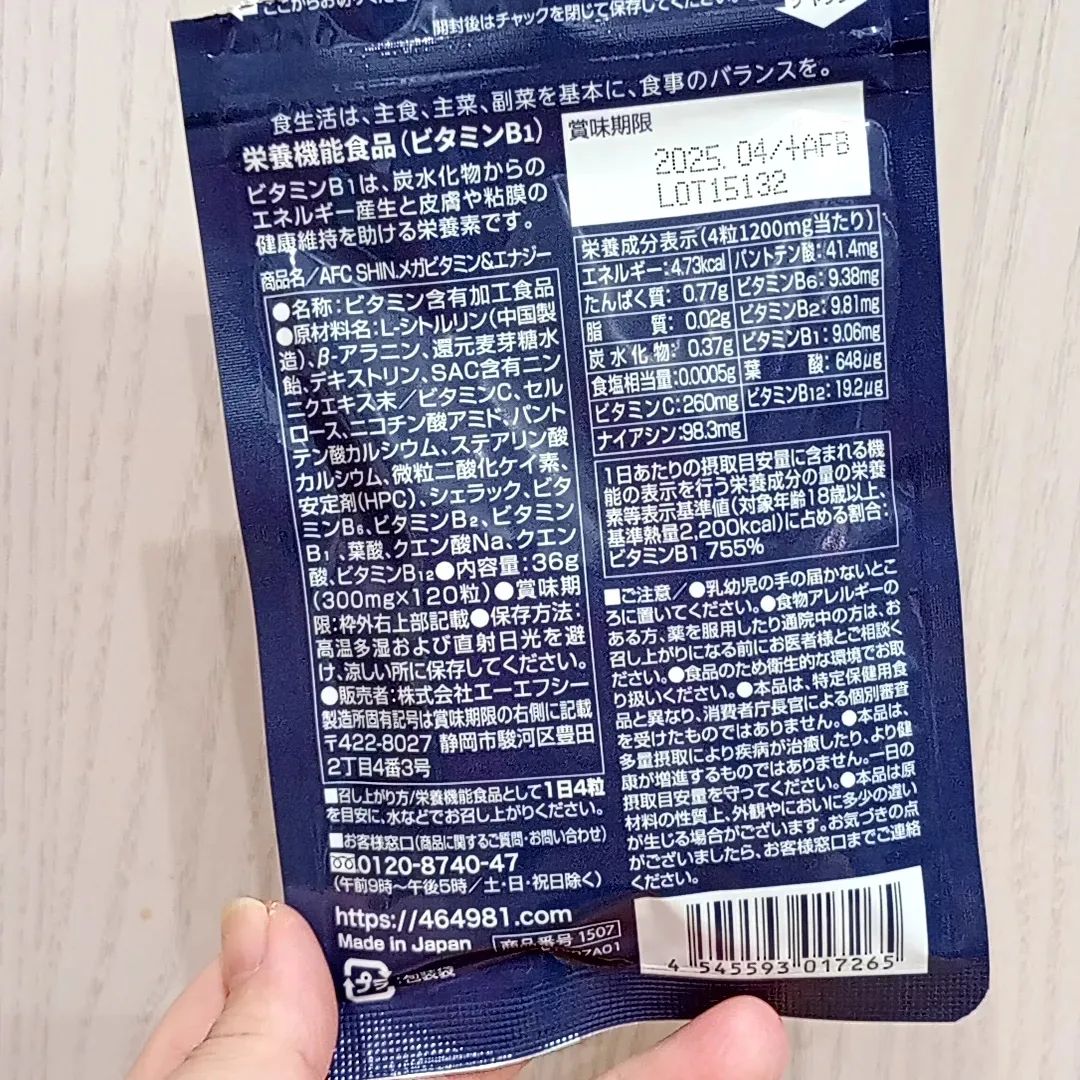 開封後はチャックを閉じて保存してください。
食生活は、主食、主菜、副菜を基本に、食事のバランスを。
栄養機能食品(ビタミンB1)
ビタミンB1は、炭水化物からの
エネルギー産生と皮膚や粘膜の
健康維持を助ける栄養素です。
商品名/AFC SHIN.メガビタミン&エナジー
●名称:ビタミン含有加工食品
●原材料名:L-シトルリン(中国製
造)、β-アラニン、還元麦芽糖水
飴、デキストリン、SAC含有ニン
ニクエキス末/ビタミンC、セル
ロース、ニコチン酸アミド、パント
テン酸カルシウム、ステアリン酸
カルシウム、微粒二酸化ケイ素、
安定剤(HPC)、シェラック、ビタ
ミンB6、ビタミンB2、ビタミン
B1、葉酸、クエン酸Na、クエン
酸、ビタミンB12●内容量:36g
(300mg×120粒)●賞味期
限:枠外右上部記載●保存方法:
高温多湿および直射日光を避
け、涼しい所に保存してください。
●販売者:株式会社エーエフシー
製造所固有記号は賞味期限の右側に記載
〒422-8027 静岡市駿河区豊田
2丁目4番3号
■召し上がり方/栄養機能食品として1日4粒
を目安に、水などでお召し上がりください。
■お客様窓口(商品に関するご質問・お問い合わせ)
0120-8740-47
(午前9時〜午後5時/土・日・祝日除く)
https://464981.com
Made in Japan
商品番号 1507
プラ
包装袋
賞味期限
2025.04/+AFB
LOT15132
栄養成分表示(4粒1200mg当たり)
エネルギー:4.73kcal パントテン酸:41.4mg
たんぱく質:0.77g ビタミンB6:9.38mg
脂質:0.02g ビタミンB2:9.81mg
炭水化物:0.37g ビタミンB1:9.06mg
食塩相当量:0.0005g 葉酸:648μg
ビタミンC:260mg ビタミンB12:19.2μg
ナイアシン:98.3mg
1日あたりの摂取目安量に含まれる機
能の表示を行う栄養成分の量の栄養
素等表示基準値(対象年齢18歳以上、
基準熱量2,200kcal)に占める割合:
ビタミンB1 755%
■ご注意/●乳幼児の手の届かないとこ
ろに置いてください。●食物アレルギーの
ある方、薬を服用したり通院中の方は、お
召し上がりになる前にお医者様とご相談く
ださい。●食品のため衛生的な環境でお取
り扱いください。●本品は、特定保健用食
品と異なり、消費者庁長官による個別審査
を受けたものではありません。●本品は、
多量摂取により疾病が治癒したり、より健
康が増進するものではありません。一日の
摂取目安量を守ってください。●本品は原
材料の性質上、外観やにおいに多少の違い
が生じる場合がございます。お気づきの点
がございましたら、お客様窓口までご連絡
ください。
4 545593 017265